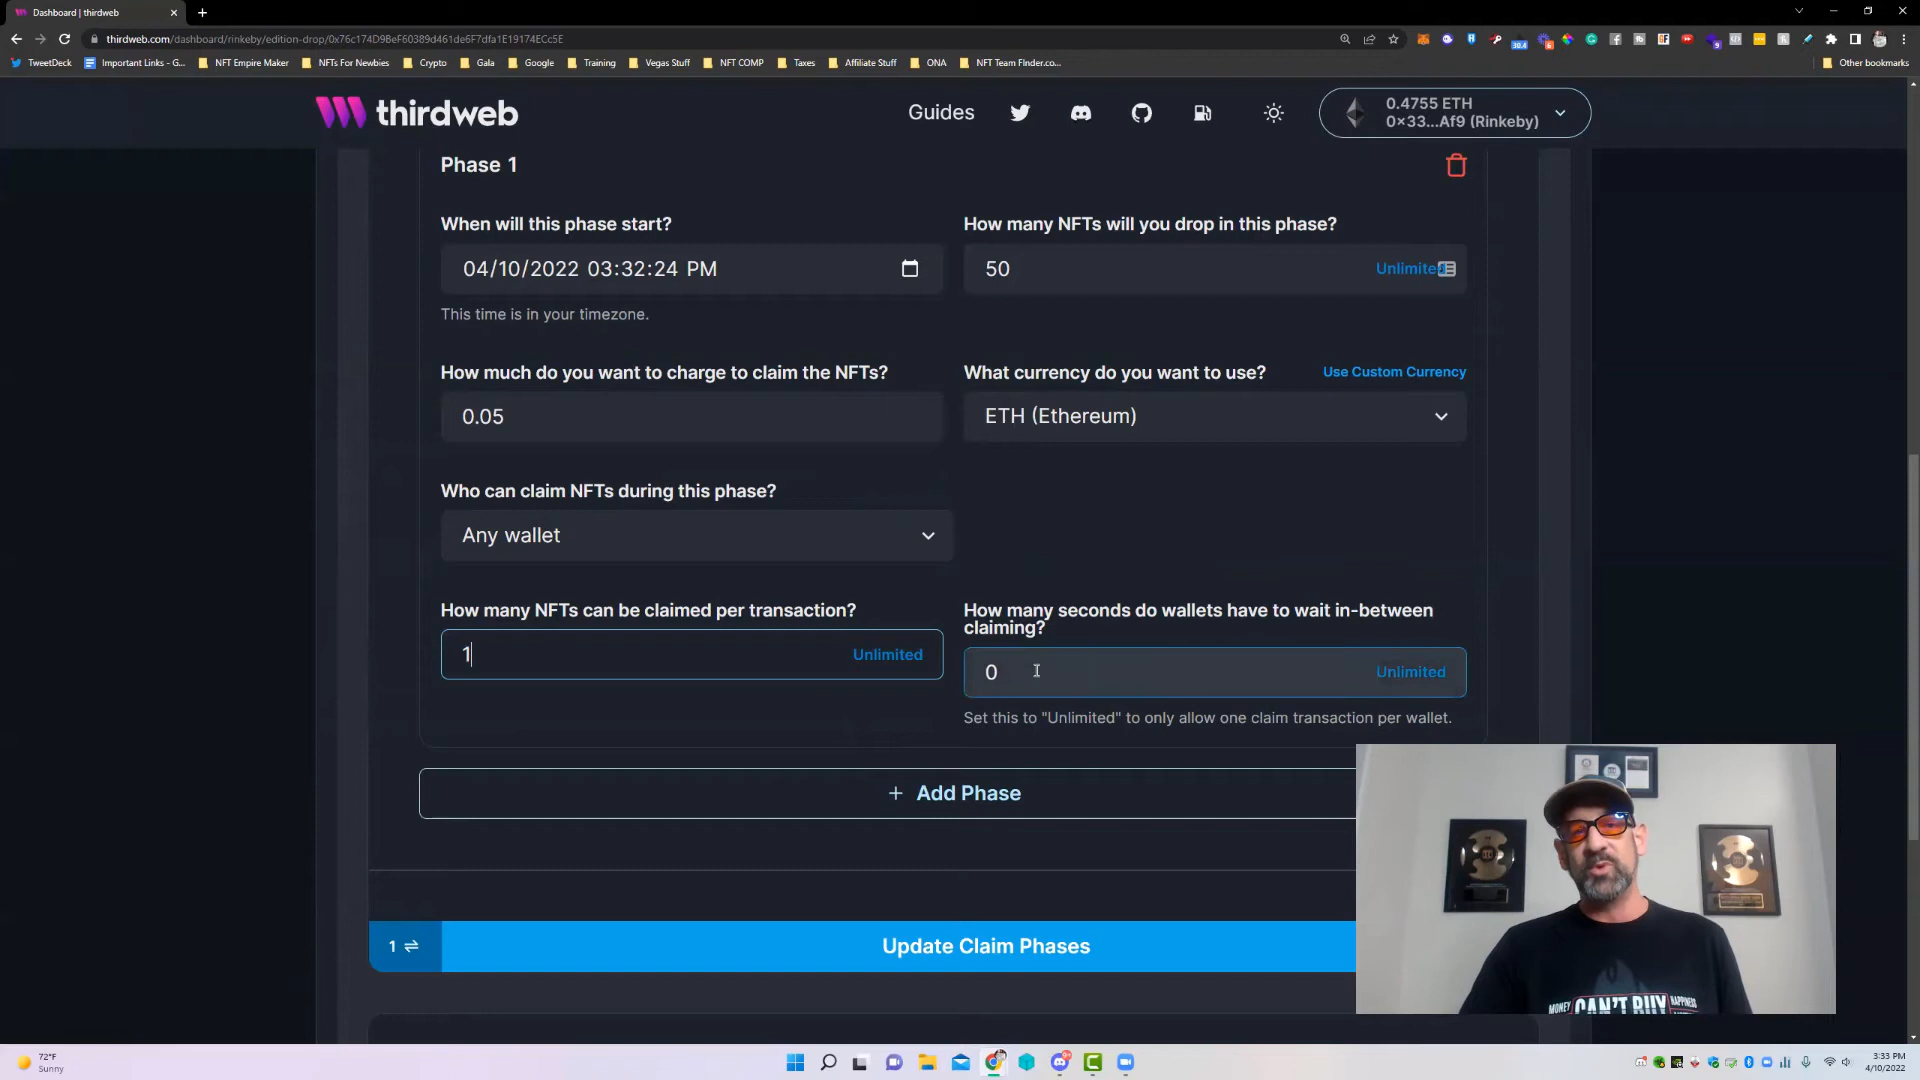 Dashboard | thirdweb
thirdweb.com/dashboard/rinkeby/edition-drop/0x76c174D9BeF60389d461de6F7dfa1E19174ECc5E
TweetDeck
Important Links - G...
NFT Empire Maker
NFTs For Newbies
Crypto
Gala
Google
Training
Vegas Stuff
NFT COMP
Taxes
Affiliate Stuff
ONA
NFT Team FInder.co...
Other bookmarks
thirdweb
Guides
0.4755 ETH
0x33...Af9 (Rinkeby)
Phase 1
When will this phase start?
How many NFTs will you drop in this phase?
04/10/2022 03:32:24 PM
50
Unlimited
This time is in your timezone.
How much do you want to charge to claim the NFTs?
What currency do you want to use?
Use Custom Currency
0.05
ETH (Ethereum)
Who can claim NFTs during this phase?
Any wallet
How many NFTs can be claimed per transaction?
How many seconds do wallets have to wait in-between
claiming?
1
Unlimited
0
Unlimited
Set this to "Unlimited" to only allow one claim transaction per wallet.
+ Add Phase
1
Update Claim Phases
MONEY
CAN'T BUY
HAPPINESS
72°F
Sunny
3:33 PM
4/10/2022